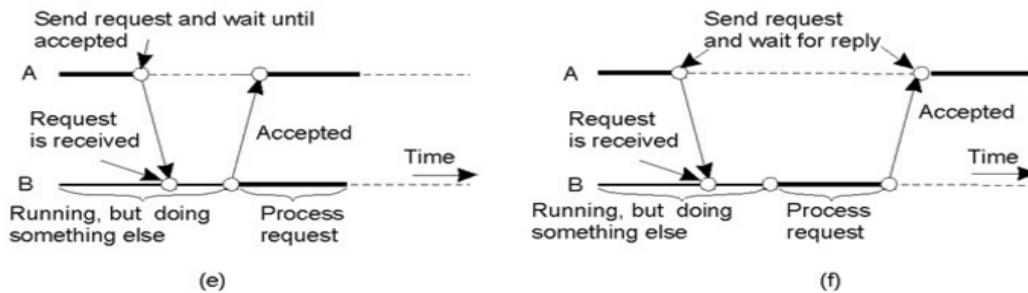 Send request and wait until
accepted
A
Request
is received
Accepted
Time
B
Running, but doing
something else
Process
request
(e)
Send request
and wait for reply
A
Request
is received
Accepted
Time
B
Running, but doing
something else
Process
request
(f)